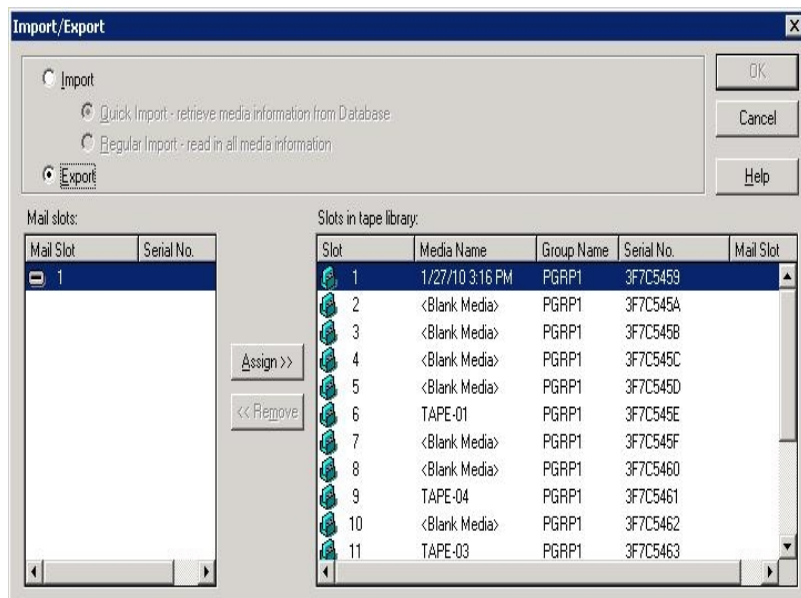 Import/Export
Import
Quick Import - retrieve media information from Database
Regular Import - read in all media information
Export
OK
Cancel
Help
Mail slots:
Mail Slot Serial No.
1
Assign >>
<< Remove
Slots in tape library:
Slot Media Name Group Name Serial No. Mail Slot
1 1/27/10 3:16 PM PGRP1 3F7C5459
2 <Blank Media> PGRP1 3F7C545A
3 <Blank Media> PGRP1 3F7C545B
4 <Blank Media> PGRP1 3F7C545C
5 <Blank Media> PGRP1 3F7C545D
6 TAPE-01 PGRP1 3F7C545E
7 <Blank Media> PGRP1 3F7C545F
8 <Blank Media> PGRP1 3F7C5460
9 TAPE-04 PGRP1 3F7C5461
10 <Blank Media> PGRP1 3F7C5462
11 TAPE-03 PGRP1 3F7C5463